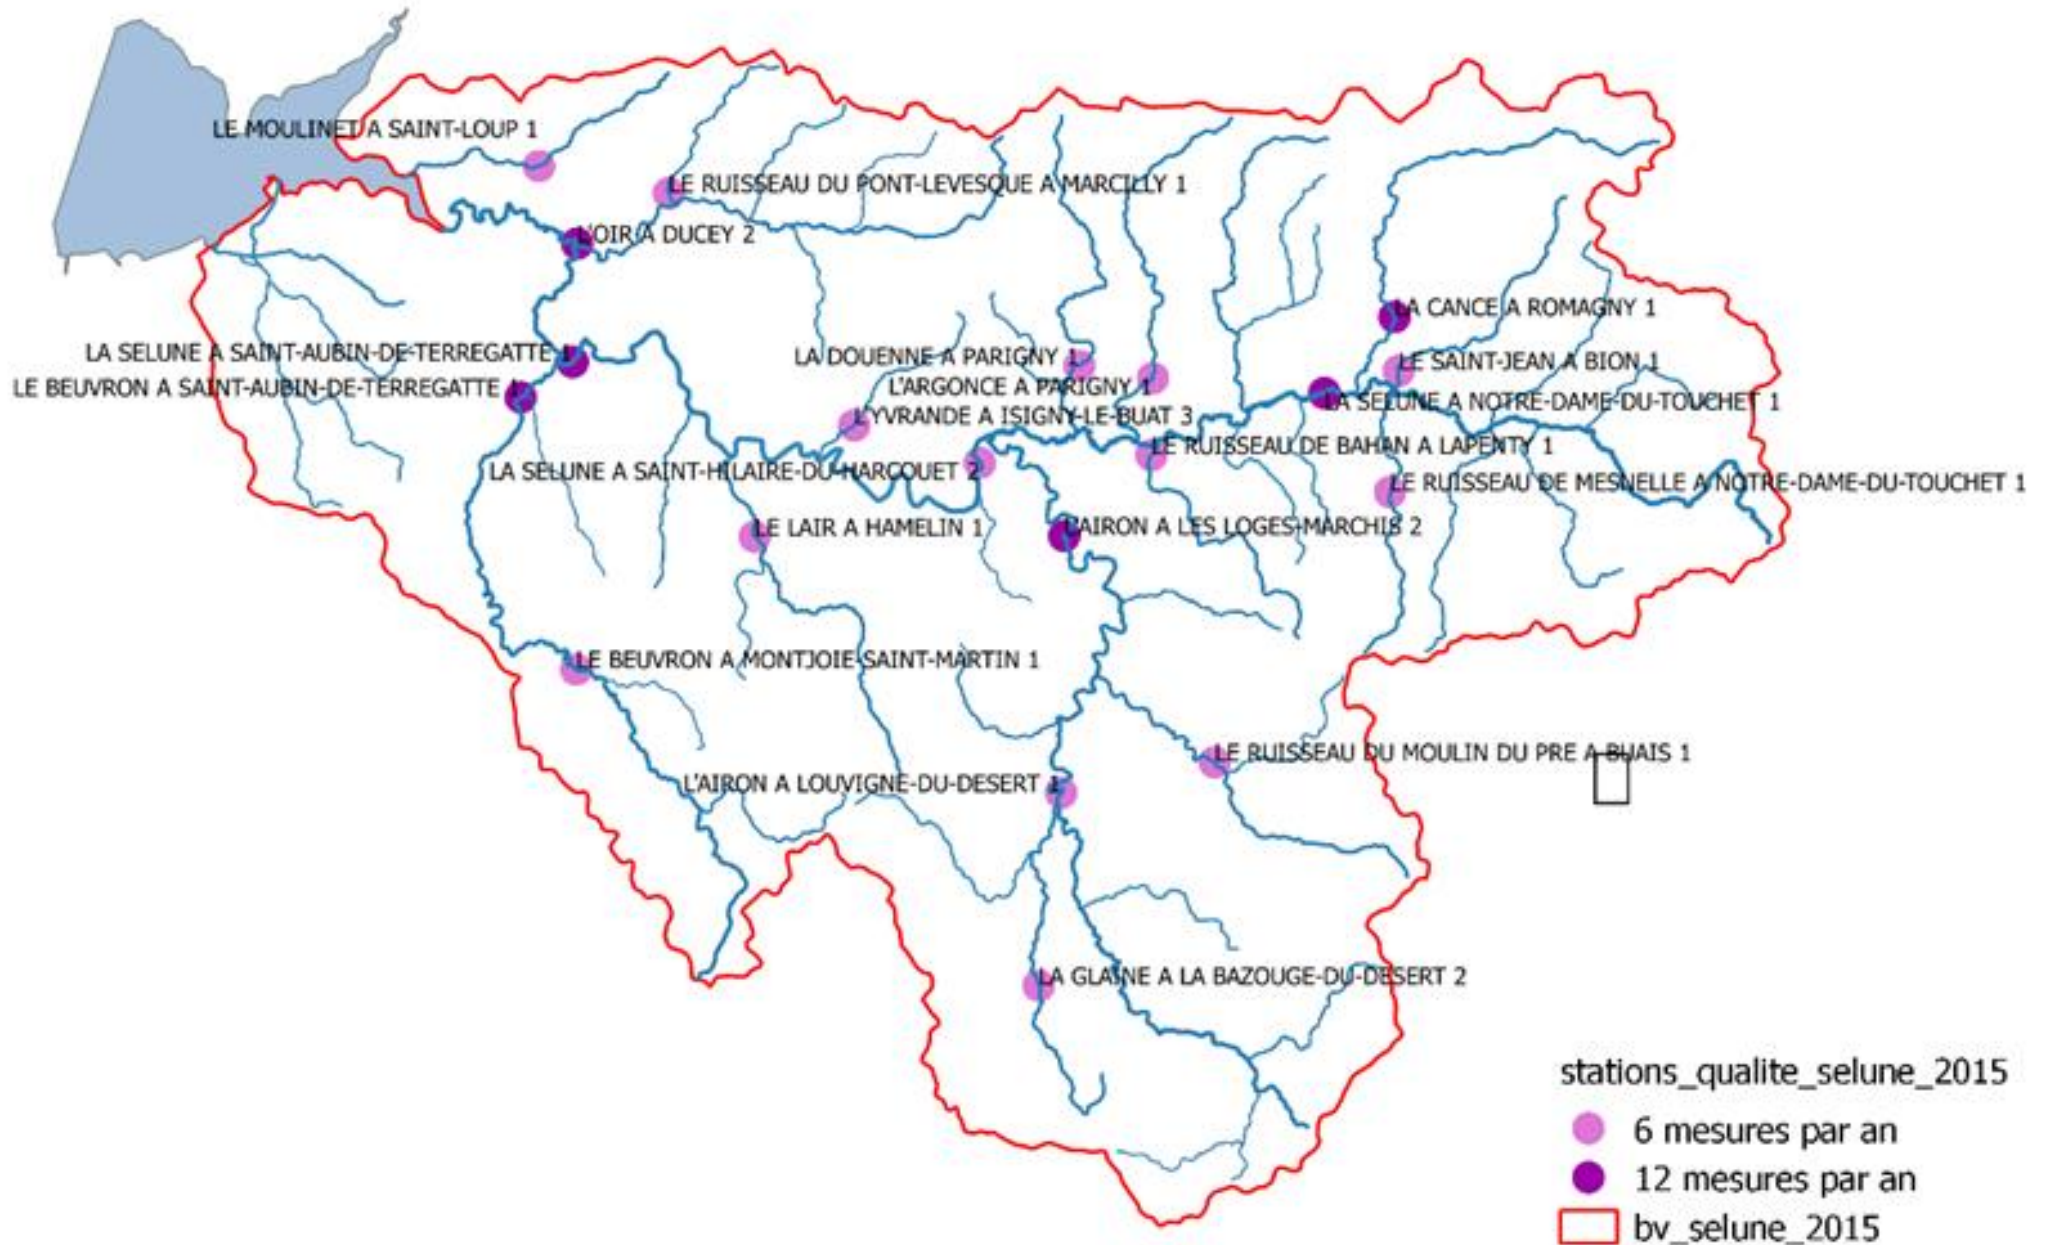 LE MOULINET A SAINT-LOUP 1
LE RUISSEAU DU PONT-LEVESQUE A MARCILLY 1
L'OIR A DUCEY 2
LA CANCE A ROMAGNY 1
LA SELUNE A SAINT-AUBIN-DE-TERREGATTE 1
LA DOUENNE A PARIGNY 1
LE SAINT-JEAN A BION 1
LE BEUVRON A SAINT-AUBIN-DE-TERREGATTE 1
L'ARGONCE A PARIGNY 1
LA SELUNE A NOTRE-DAME-DU-TOUCHET 1
L'YVRANDE A ISIGNY-LE-BUAT 3
LE RUISSEAU DE BAHAN A LAPENTY 1
LA SELUNE A SAINT-HILAIRE-DU-HARCOUET 2
LE RUISSEAU DE MESNELLE A NOTRE-DAME-DU-TOUCHET 1
LE LAIR A HAMELIN 1
L'AIRON A LES LOGES-MARCHIS 2
LE BEUVRON A MONTJOIE-SAINT-MARTIN 1
LE RUISSEAU DU MOULIN DU PRE A BUAIS 1
L'AIRON A LOUVIGNE-DU-DESERT 1
LA GLAINE A LA BAZOUGE-DU-DESERT 2
stations_qualite_selune_2015
6 mesures par an
12 mesures par an
bv_selune_2015